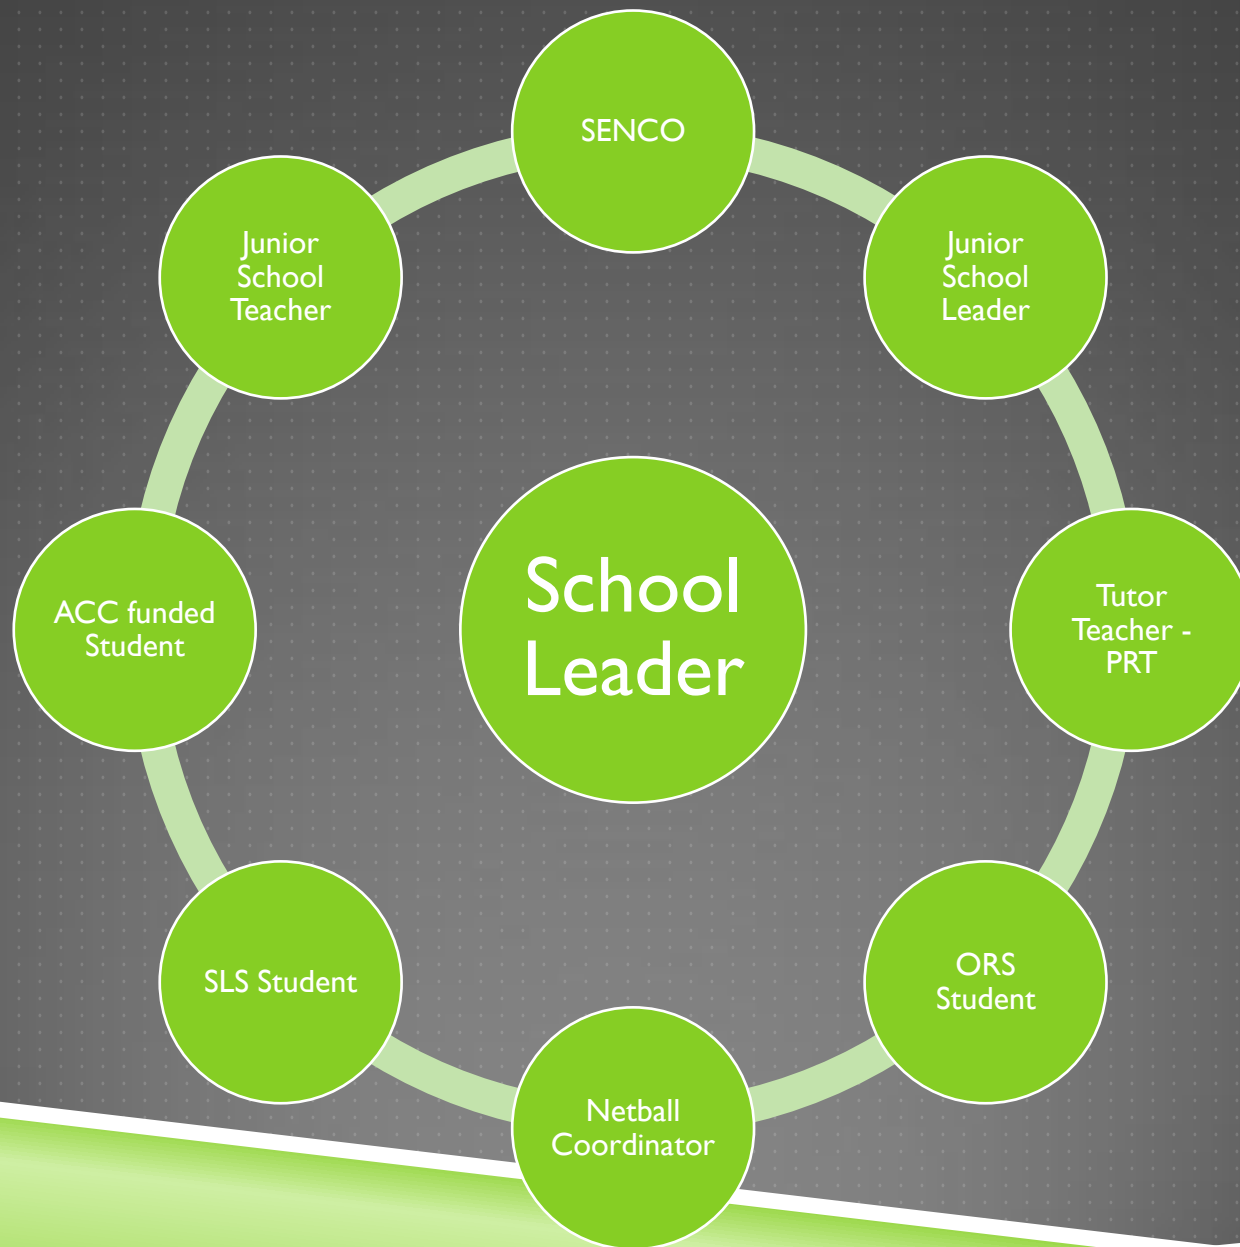 SENCO
Junior
School
Leader
Tutor
Teacher -
PRT
ORS
Student
Netball
Coordinator
SLS Student
ACC funded
Student
Junior
School
Teacher
School
Leader